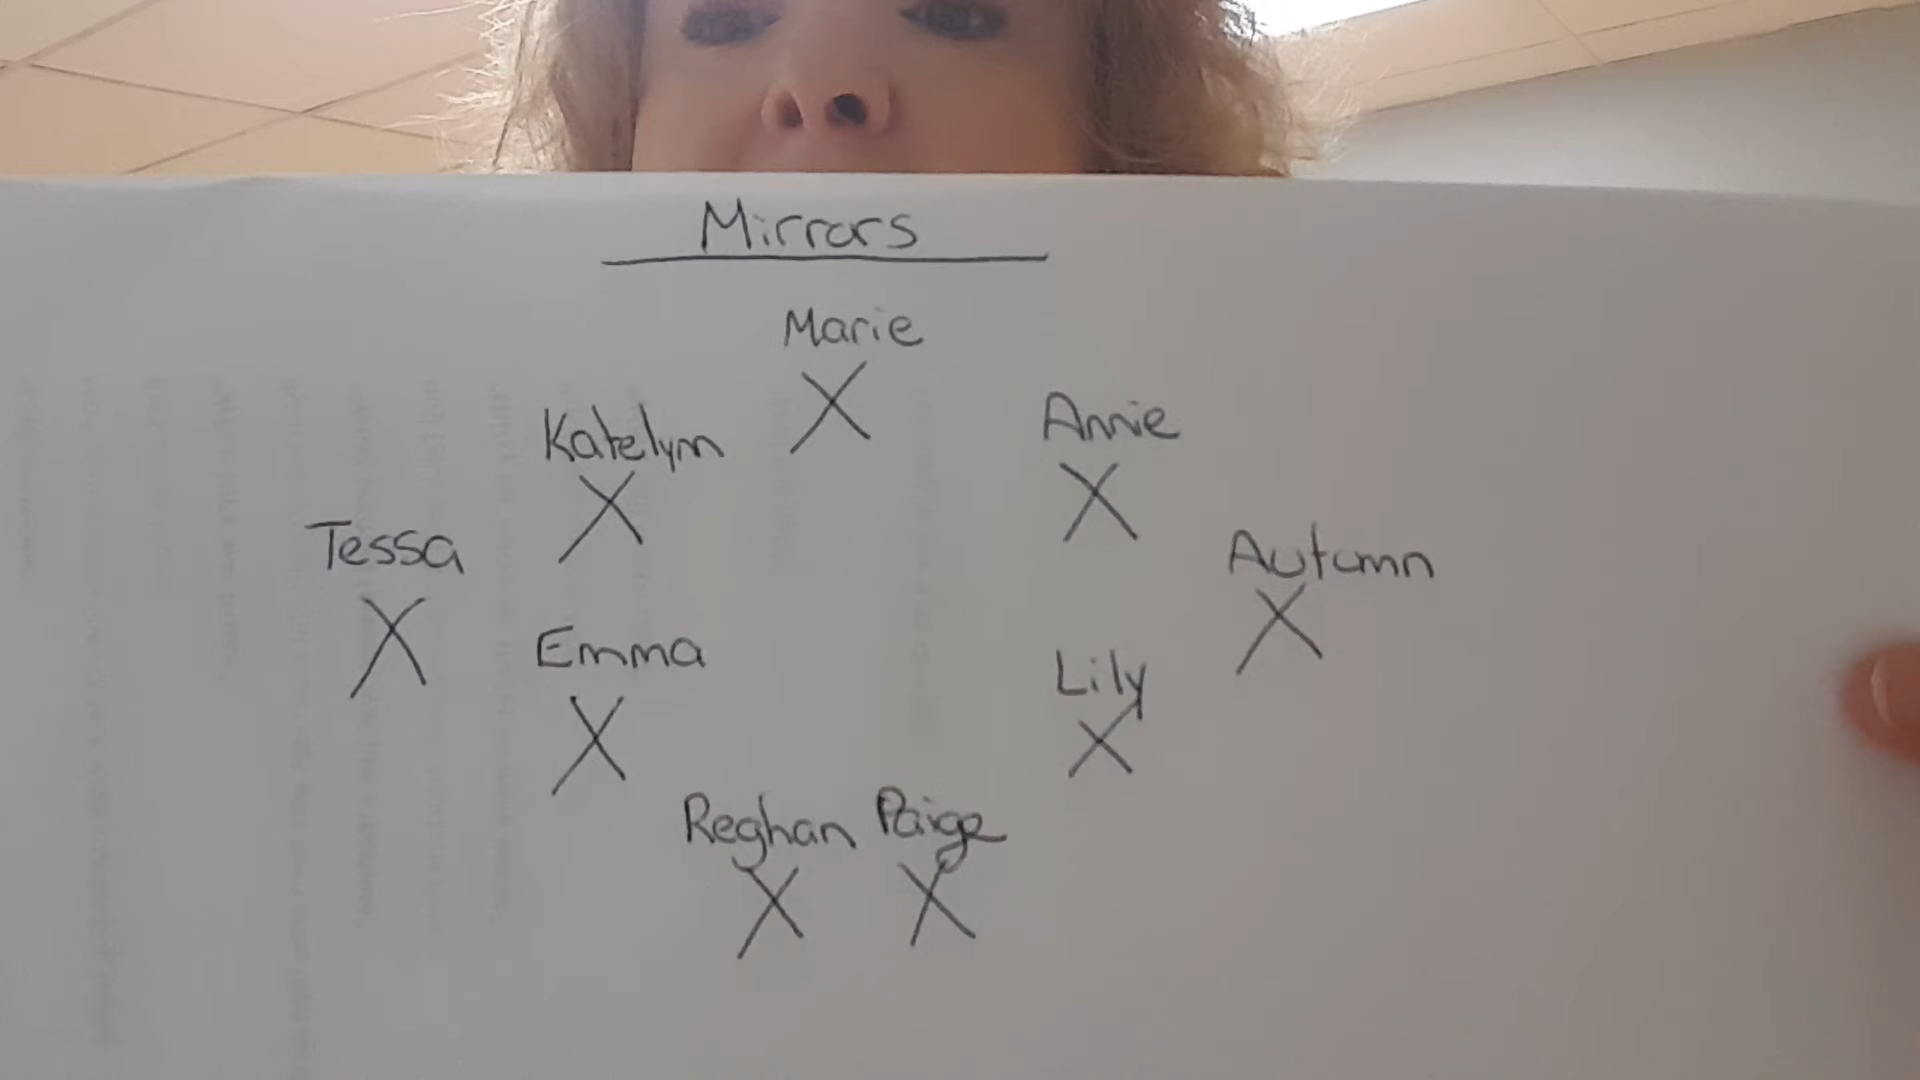 Mirrors
Marie
X
Katelyn Annie
X X
Tessa Autumn
X X
Emma Lily
X X
Reghan Paige
X X